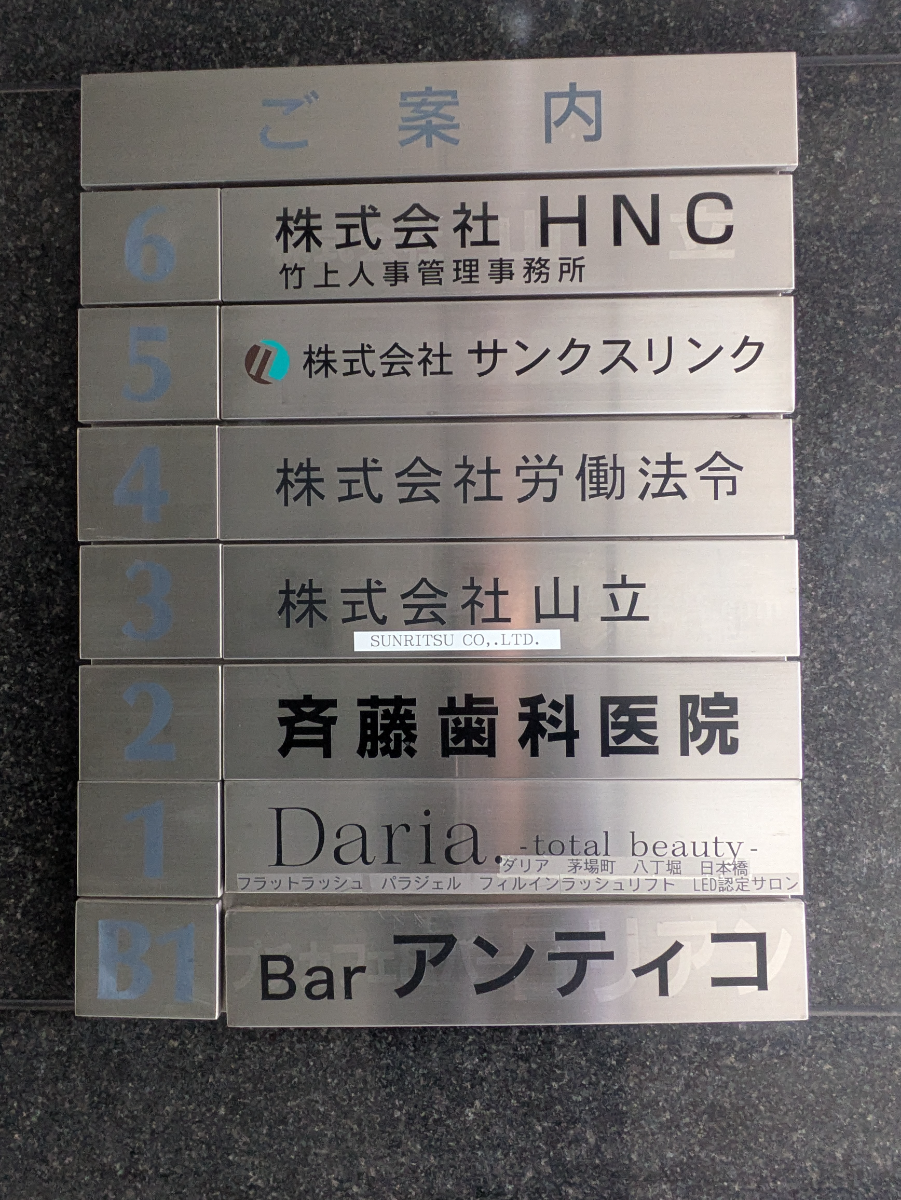 ご案内
6
株式会社 HNC
竹上人事管理事務所
5
株式会社 サンクスリンク
4
株式会社労働法令
3
株式会社山立
SUNRITSU CO,.LTD.
2
斉藤歯科医院
1
Daria. -total beauty-
ダリア 茅場町 八丁堀 日本橋
フラットラッシュ パラジェル フィルインラッシュリフト LED認定サロン
B1
Bar アンティコ